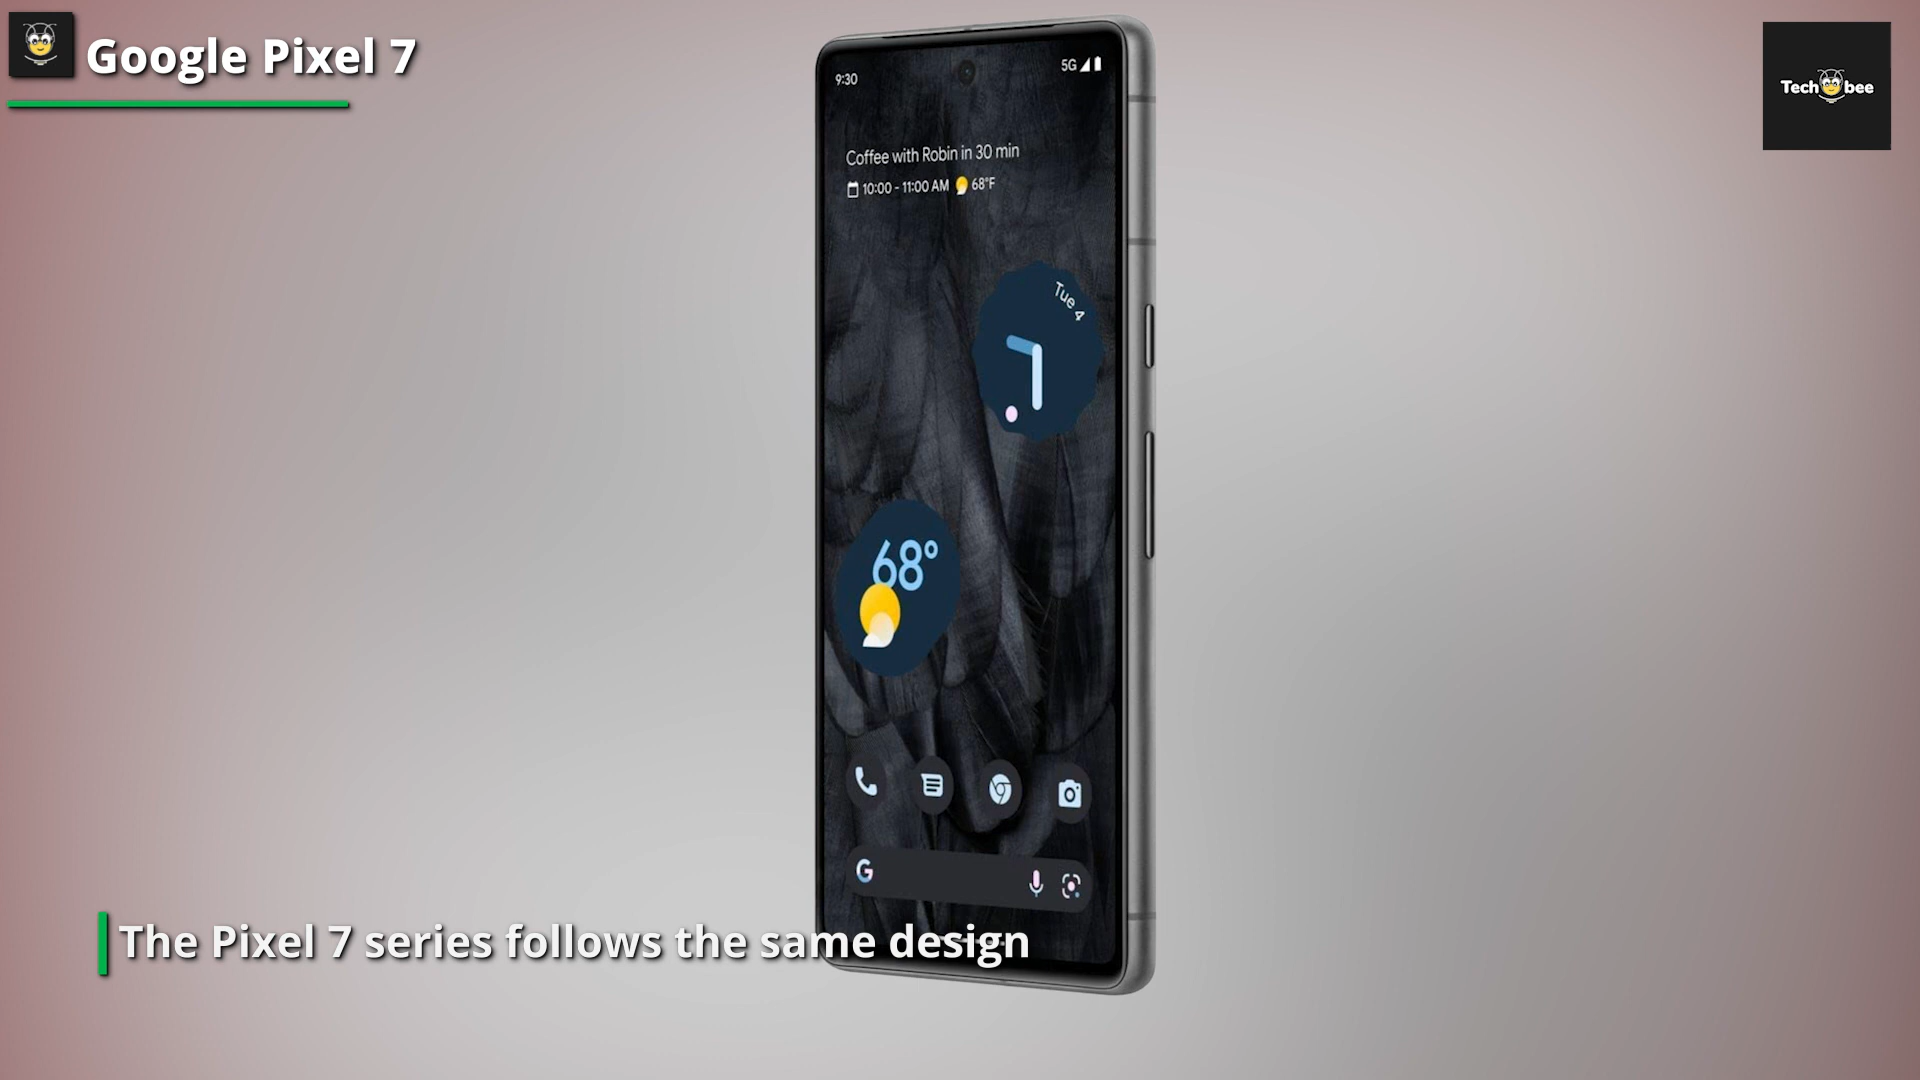 Google Pixel 7
Tech bee
9:30
5G
Coffee with Robin in 30 min
10:00 - 11:00 AM 68°F
Tue 4
68°
G
The Pixel 7 series follows the same design